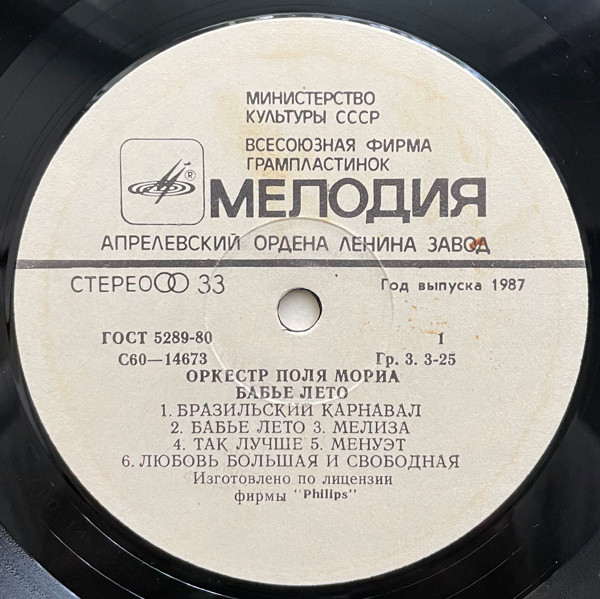 МИНИСТЕРСТВО
КУЛЬТУРЫ СССР
ВСЕСОЮЗНАЯ ФИРМА
ГРАМПЛАСТИНОК
®
МЕЛОДИЯ
АПРЕЛЕВСКИЙ ОРДЕНА ЛЕНИНА ЗАВОД
СТЕРЕО 33
Год выпуска 1987
ГОСТ 5289-80 1
С60—14673 Гр. 3. 3-25
ОРКЕСТР ПОЛЯ МОРИА
БАБЬЕ ЛЕТО
1. БРАЗИЛЬСКИЙ КАРНАВАЛ
2. БАБЬЕ ЛЕТО 3. МЕЛИЗА
4. ТАК ЛУЧШЕ 5. МЕНУЭТ
6. ЛЮБОВЬ БОЛЬШАЯ И СВОБОДНАЯ
Изготовлено по лицензии
фирмы "Philips"